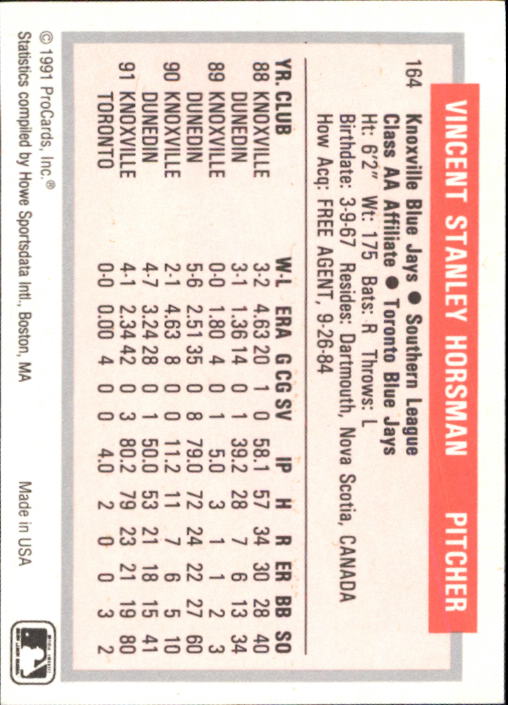 VINCENT STANLEY HORSMAN PITCHER
164 Knoxville Blue Jays ● Southern League
Class AA Affiliate ● Toronto Blue Jays
Ht: 6'2" Wt: 175 Bats: R Throws: L
Birthdate: 3-9-67 Resides: Dartmouth, Nova Scotia, CANADA
How Acq: FREE AGENT, 9-26-84
YR. CLUB W-L ERA G CG SV IP H R ER BB SO
88 KNOXVILLE 3-2 4.63 20 1 0 58.1 57 34 30 28 40
DUNEDIN 3-1 1.36 14 0 1 39.2 28 7 6 13 34
89 KNOXVILLE 0-0 1.80 4 0 1 5.0 3 1 1 2 3
DUNEDIN 5-6 2.51 35 0 8 79.0 72 24 22 27 60
90 KNOXVILLE 2-1 4.63 8 0 0 11.2 11 7 6 5 10
DUNEDIN 4-7 3.24 28 0 1 50.0 53 21 18 15 41
91 KNOXVILLE 4-1 2.34 42 0 3 80.2 79 23 21 19 80
TORONTO 0-0 0.00 4 0 0 4.0 2 0 0 3 2
© 1991 ProCards, Inc.® Made in USA
Statistics compiled by Howe Sportsdata Intl., Boston, MA